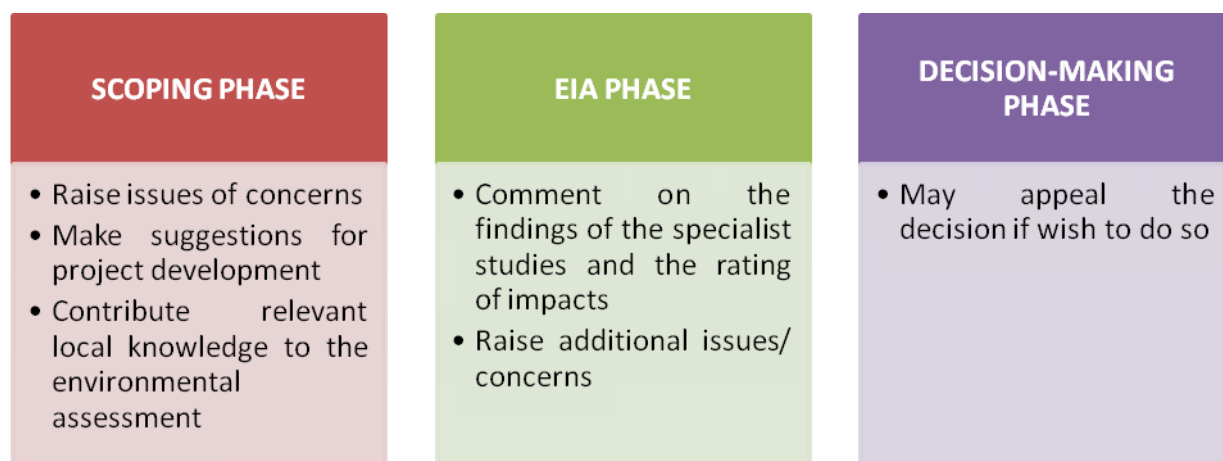 SCOPING PHASE
• Raise issues of concerns
• Make suggestions for
project development
• Contribute relevant
local knowledge to the
environmental
assessment
EIA PHASE
• Comment on the
findings of the specialist
studies and the rating
of impacts
• Raise additional issues/
concerns
DECISION-MAKING
PHASE
• May appeal the
decision if wish to do so